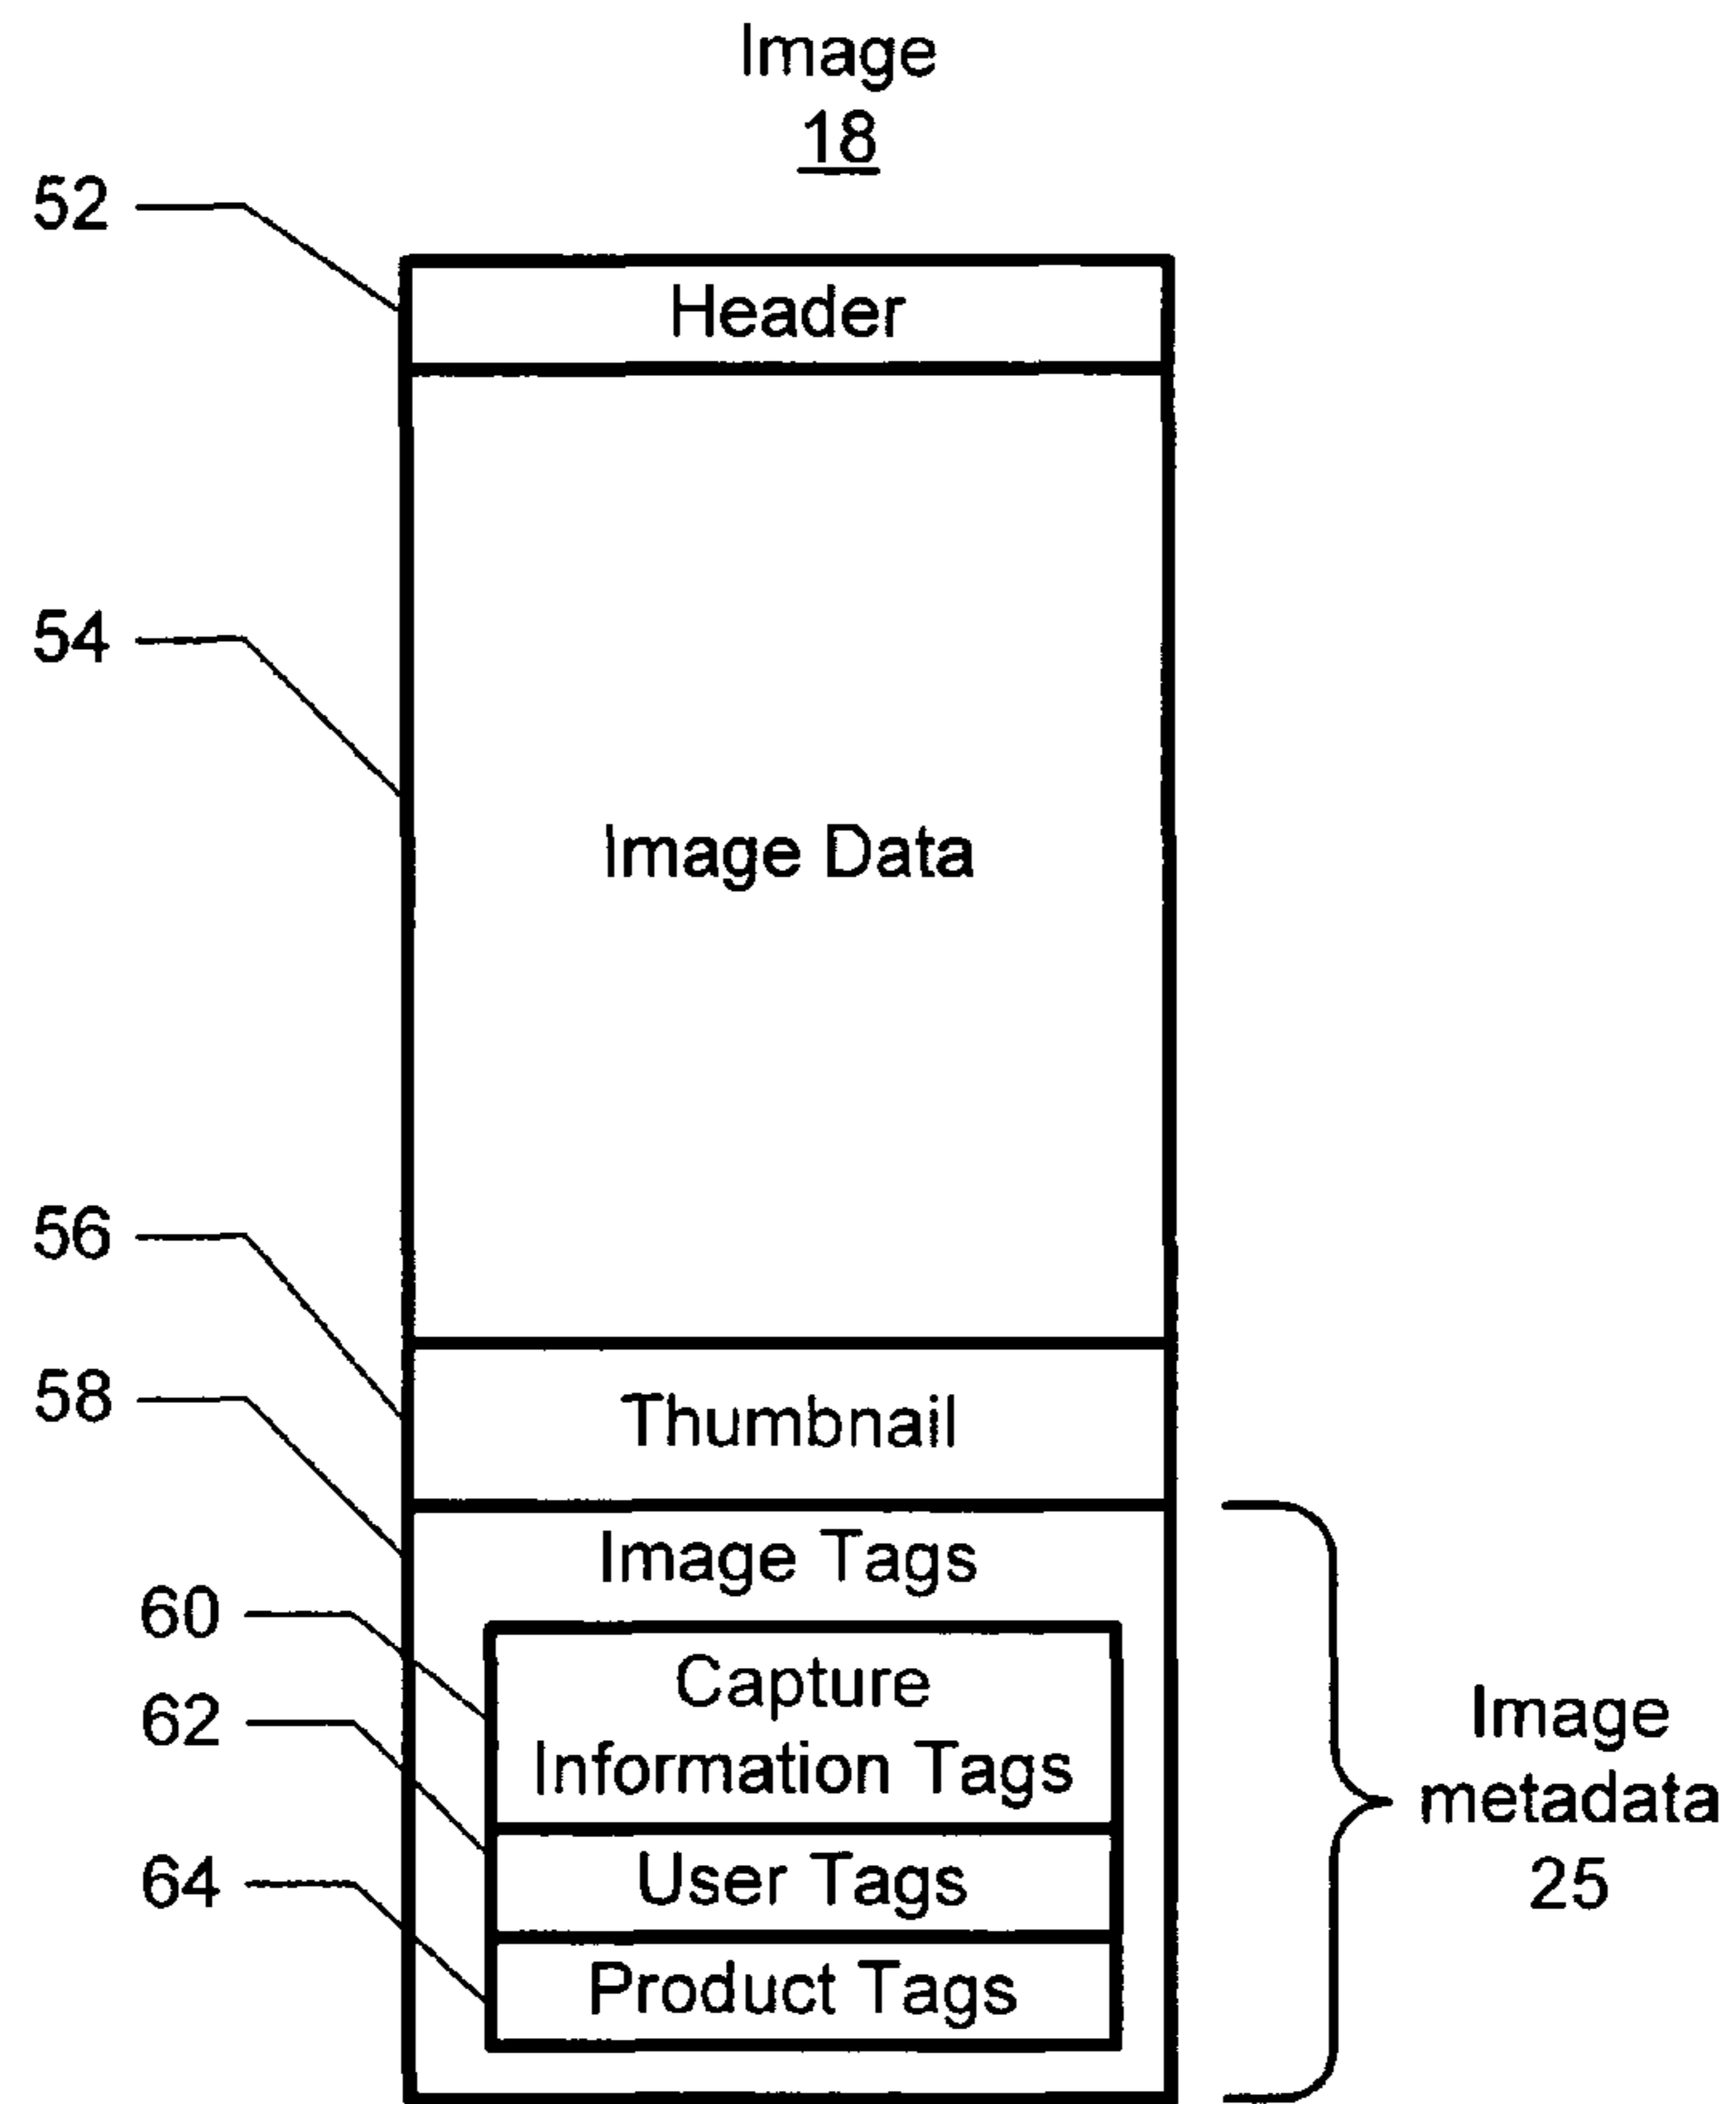 Image
18
52
Header
54
Image Data
56
Thumbnail
58
Image Tags
60
Capture
Information Tags
62
User Tags
64
Product Tags
Image
metadata
25